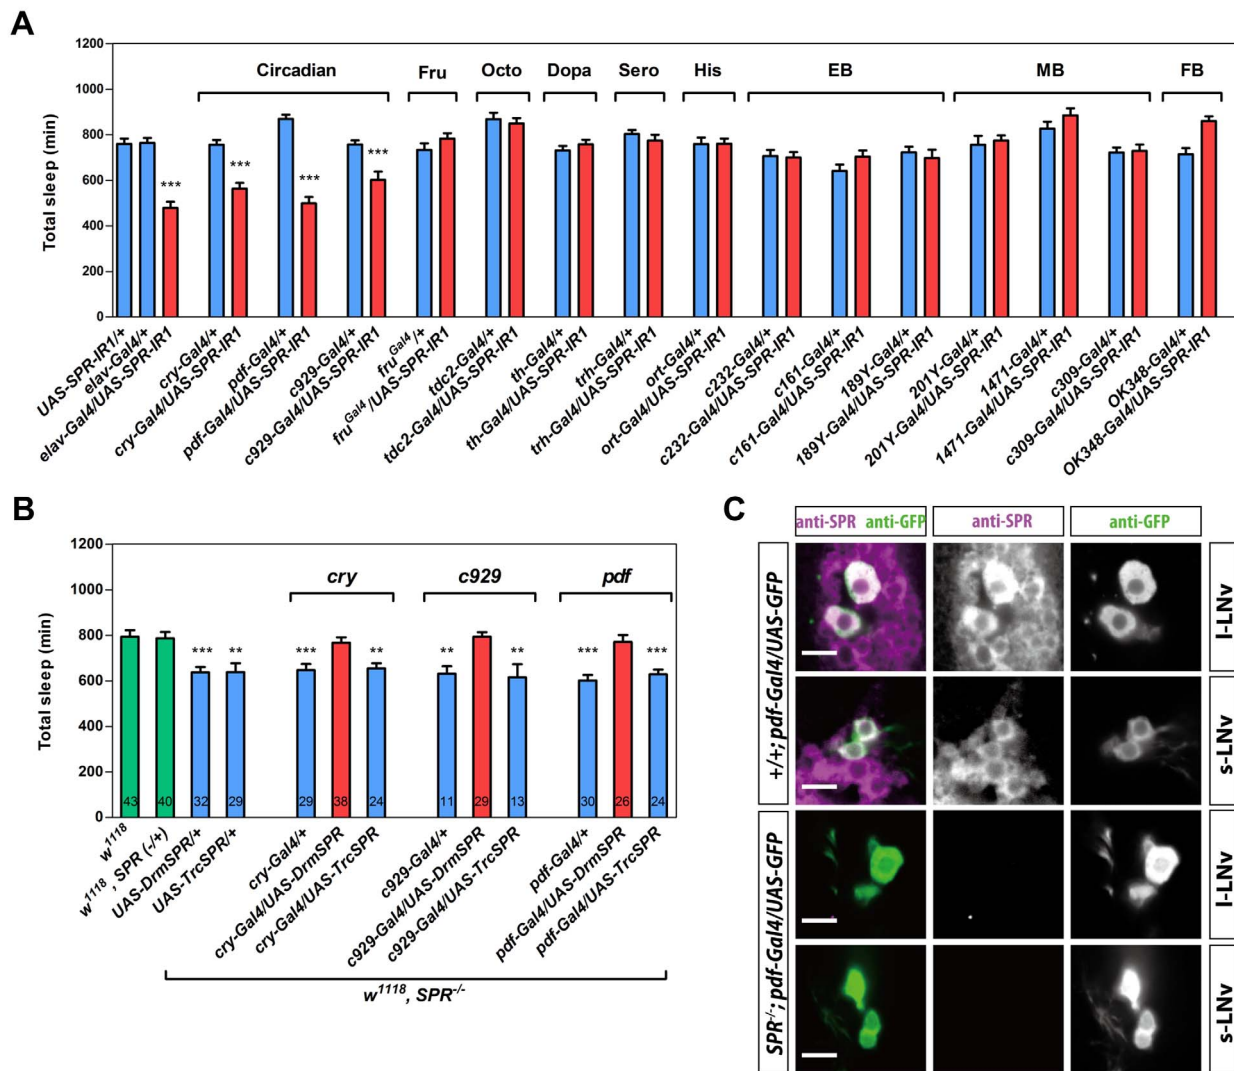 A
Total sleep (min)
1200
1000
800
600
400
200
0
Circadian
Fru
Octo
Dopa
Sero
His
EB
MB
FB
***
***
***
***
UAS-SPR-IR1/+
elav-Gal4/+
elav-Gal4/UAS-SPR-IR1
cry-Gal4/+
cry-Gal4/UAS-SPR-IR1
pdf-Gal4/+
pdf-Gal4/UAS-SPR-IR1
c929-Gal4/+
c929-Gal4/UAS-SPR-IR1
fru^Gal4 /+
fru^Gal4 /UAS-SPR-IR1
tdc2-Gal4/+
tdc2-Gal4/UAS-SPR-IR1
th-Gal4/+
th-Gal4/UAS-SPR-IR1
trh-Gal4/+
trh-Gal4/UAS-SPR-IR1
ort-Gal4/+
ort-Gal4/UAS-SPR-IR1
c232-Gal4/+
c232-Gal4/UAS-SPR-IR1
c161-Gal4/+
c161-Gal4/UAS-SPR-IR1
189Y-Gal4/+
189Y-Gal4/UAS-SPR-IR1
201Y-Gal4/+
201Y-Gal4/UAS-SPR-IR1
1471-Gal4/+
1471-Gal4/UAS-SPR-IR1
c309-Gal4/+
c309-Gal4/UAS-SPR-IR1
OK348-Gal4/+
OK348-Gal4/UAS-SPR-IR1
B
Total sleep (min)
1200
1000
800
600
400
200
0
cry
c929
pdf
*** ** *** ** ** ** *** ***
43 40 32 29 29 38 24 11 29 13 30 26 24
w^1118
w^1118, SPR (-/+)
UAS-DrmSPR/+
UAS-TrcSPR/+
cry-Gal4/+
cry-Gal4/UAS-DrmSPR
cry-Gal4/UAS-TrcSPR
c929-Gal4/+
c929-Gal4/UAS-DrmSPR
c929-Gal4/UAS-TrcSPR
pdf-Gal4/+
pdf-Gal4/UAS-DrmSPR
pdf-Gal4/UAS-TrcSPR
w^1118, SPR^-/-
C
anti-SPR anti-GFP
anti-SPR
anti-GFP
+/+; pdf-Gal4/UAS-GFP
l-LNv
s-LNv
SPR^-/-; pdf-Gal4/UAS-GFP
l-LNv
s-LNv